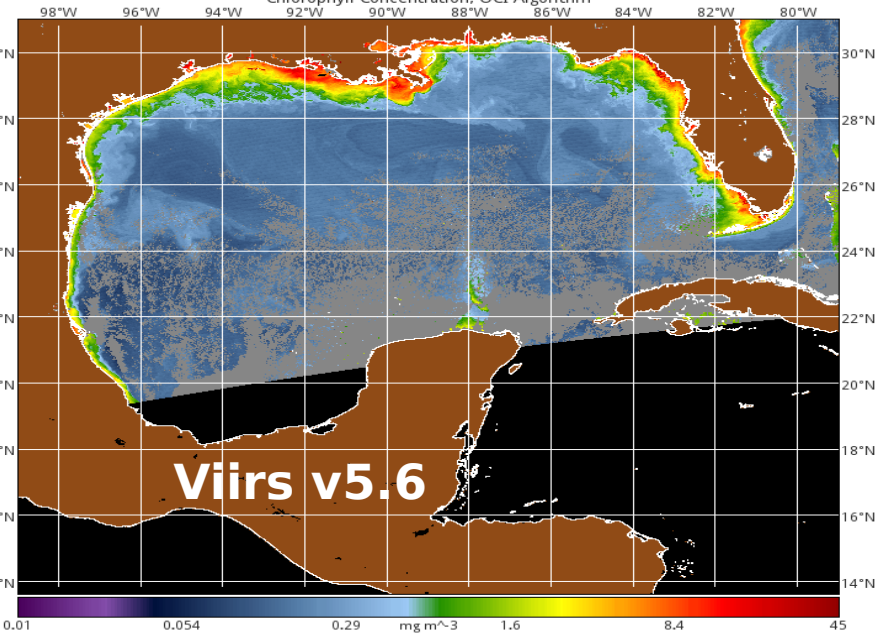 Chlorophyll Concentration, OCI Algorithm
98°W 96°W 94°W 92°W 90°W 88°W 86°W 84°W 82°W 80°W
°N 30°N
°N 28°N
°N 26°N
°N 24°N
°N 22°N
°N 20°N
°N 18°N
Viirs v5.6
°N 16°N
°N 14°N
0.01 0.054 0.29 mg m^-3 1.6 8.4 45